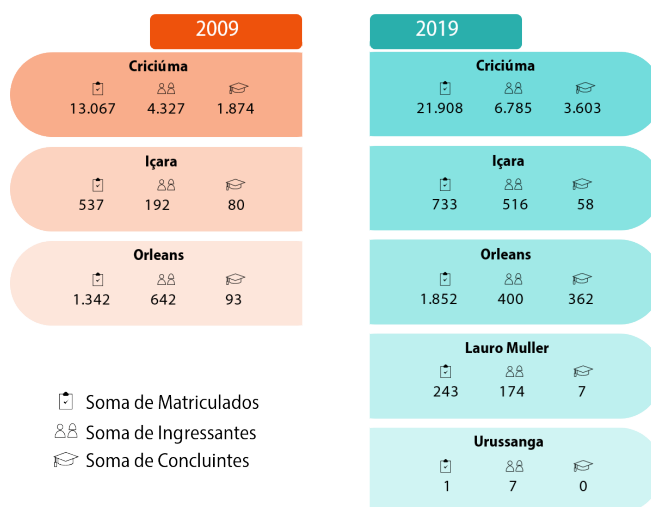 2009
Criciúma
13.067 4.327 1.874
Içara
537 192 80
Orleans
1.342 642 93
Soma de Matriculados
Soma de Ingressantes
Soma de Concluintes
2019
Criciúma
21.908 6.785 3.603
Içara
733 516 58
Orleans
1.852 400 362
Lauro Muller
243 174 7
Urussanga
1 7 0